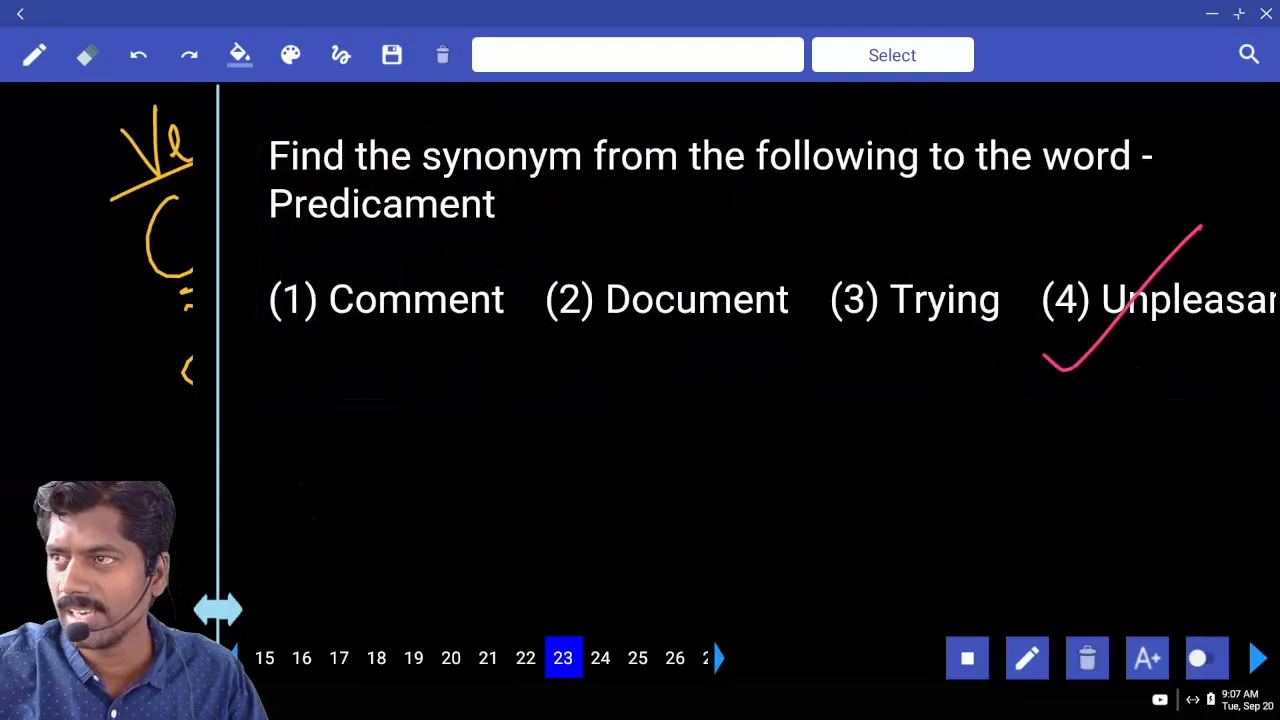 Select
Ve
Find the synonym from the following to the word -
Predicament
(1) Comment (2) Document (3) Trying (4)
15 16 17 18 19 20 21 22 23 24 25 26
A+
9:07 AM
Tue, Sep 20